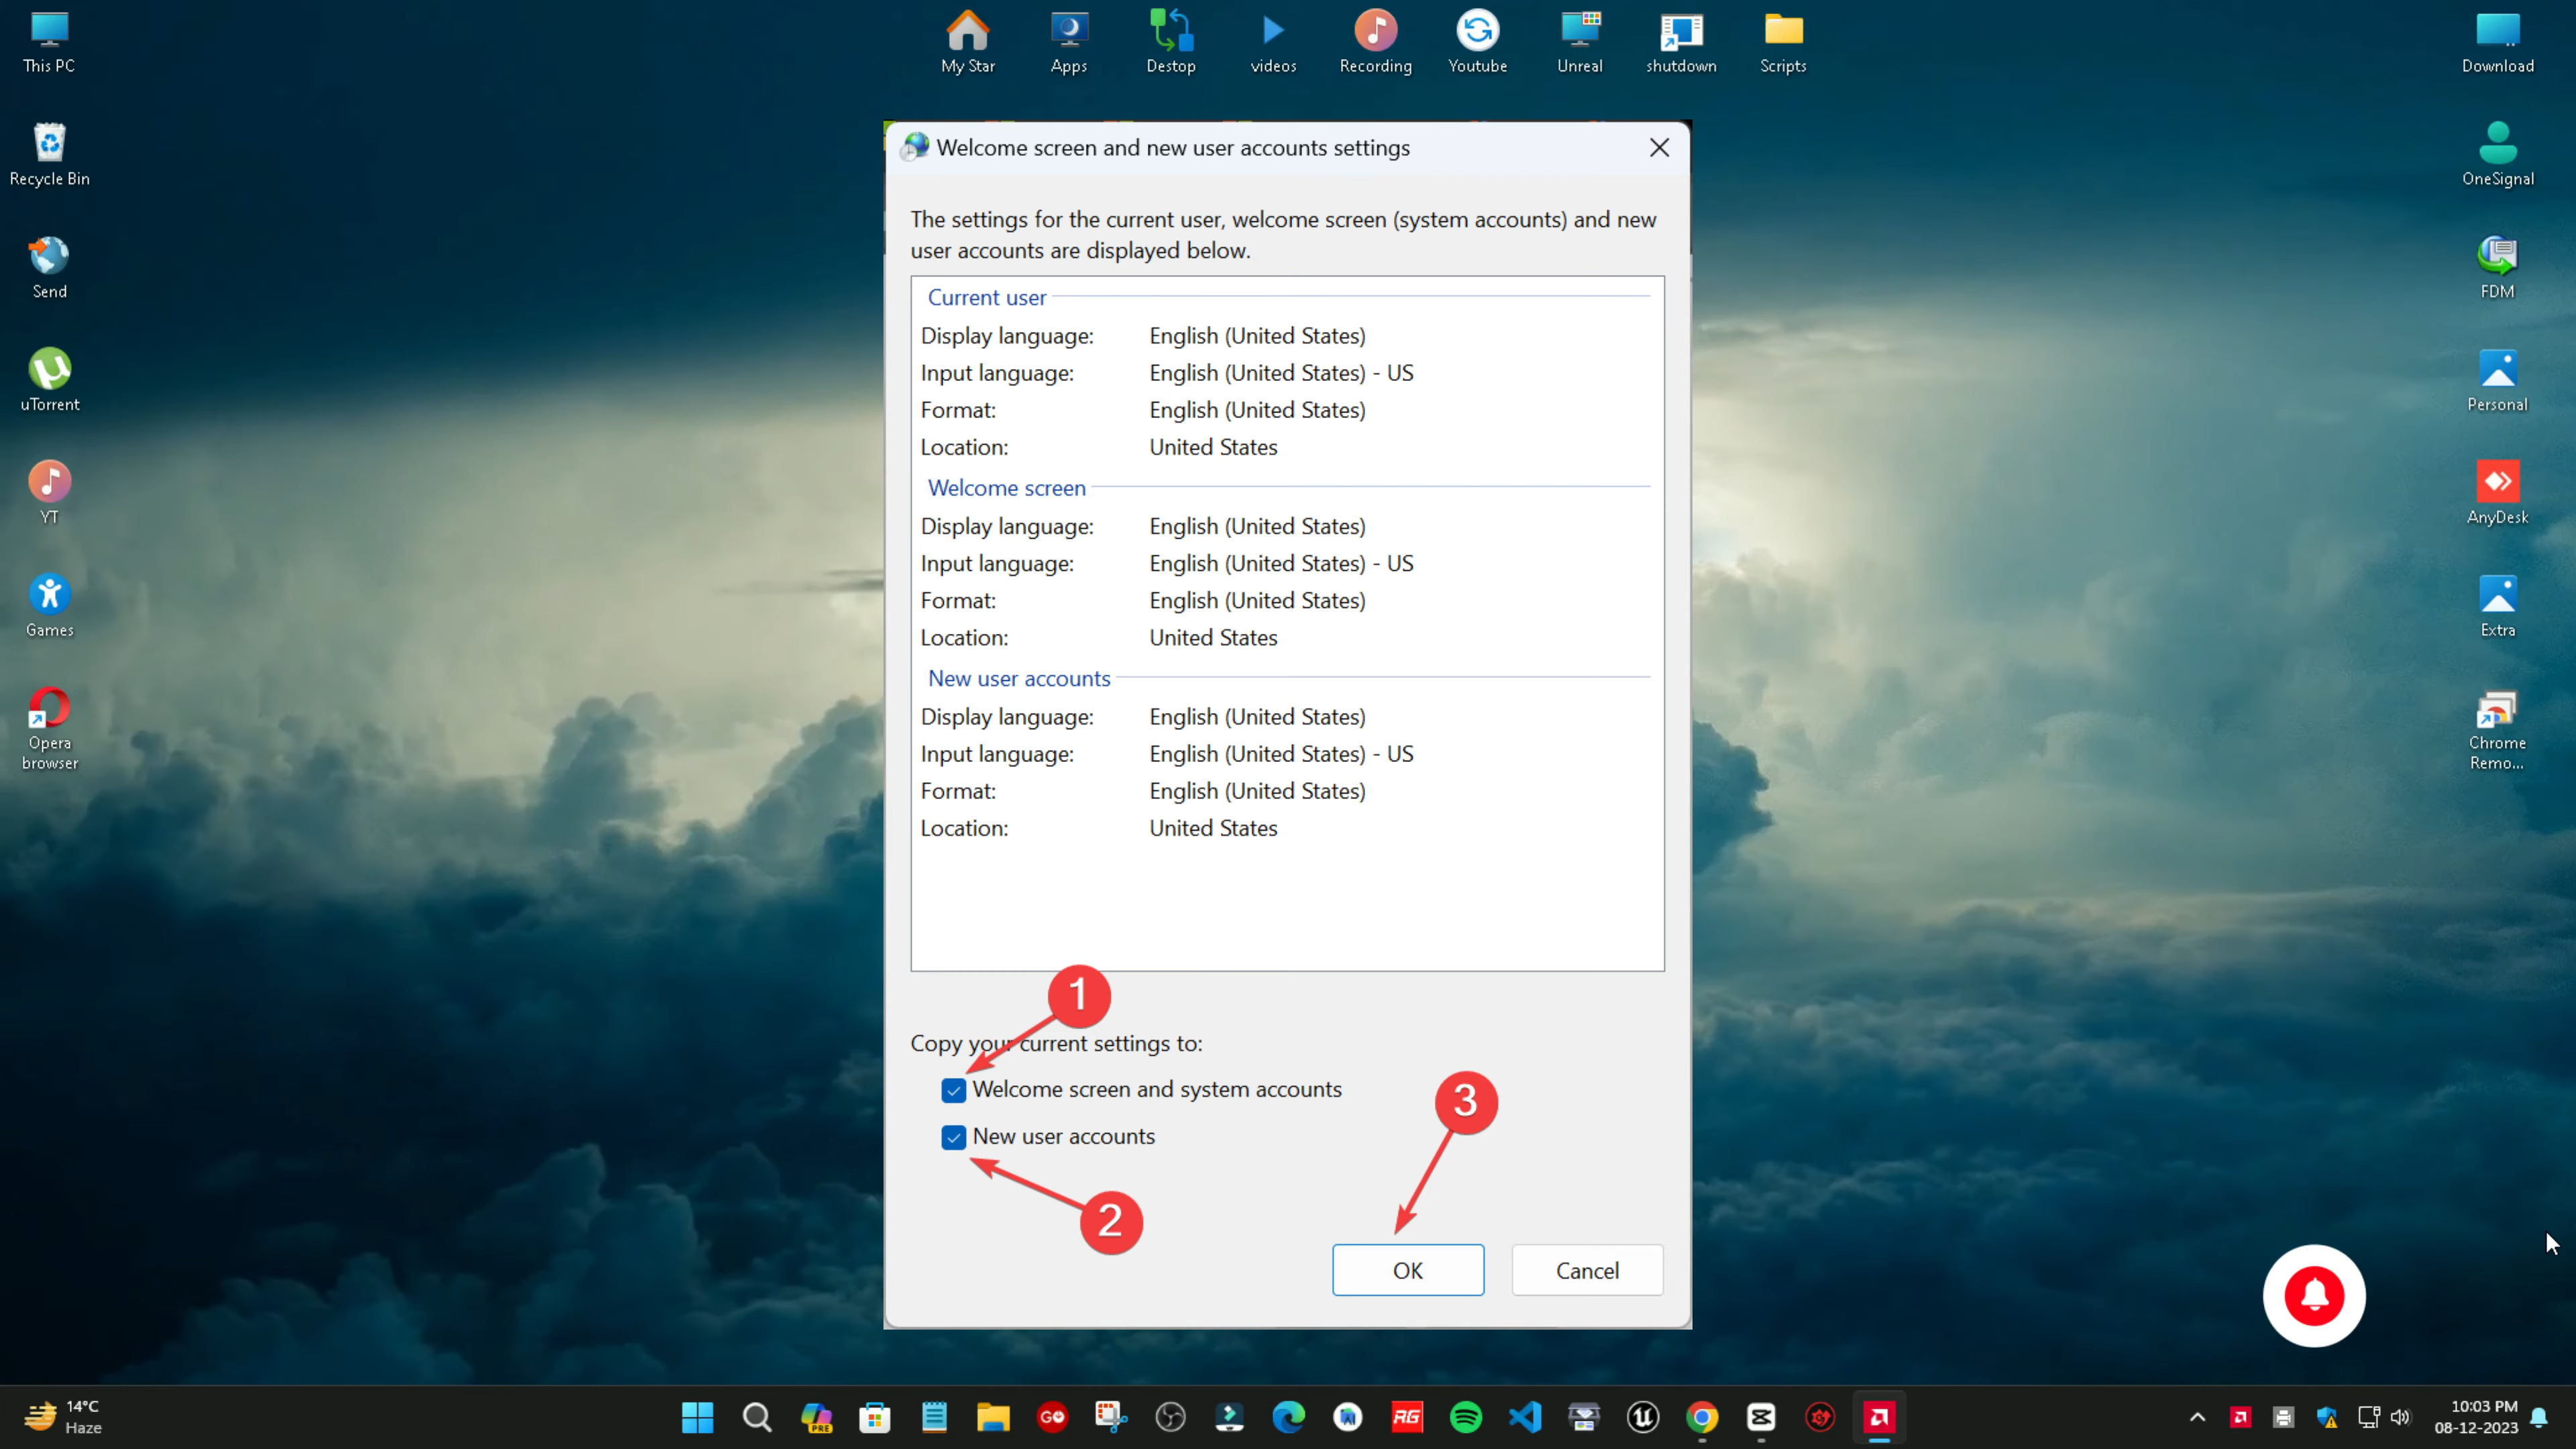 This PC
Recycle Bin
Send
uTorrent
YT
Games
Opera
browser
My Star
Apps
Destop
videos
Recording
Youtube
Unreal
shutdown
Scripts
Download
OneSignal
FDM
Personal
AnyDesk
Extra
Chrome
Remo...
Welcome screen and new user accounts settings
The settings for the current user, welcome screen (system accounts) and new
user accounts are displayed below.
Current user
Display language: English (United States)
Input language: English (United States) - US
Format: English (United States)
Location: United States
Welcome screen
Display language: English (United States)
Input language: English (United States) - US
Format: English (United States)
Location: United States
New user accounts
Display language: English (United States)
Input language: English (United States) - US
Format: English (United States)
Location: United States
1
Copy your current settings to:
Welcome screen and system accounts
3
New user accounts
2
OK
Cancel
14°C
Haze
PRE
GO
RG
10:03 PM
08-12-2023